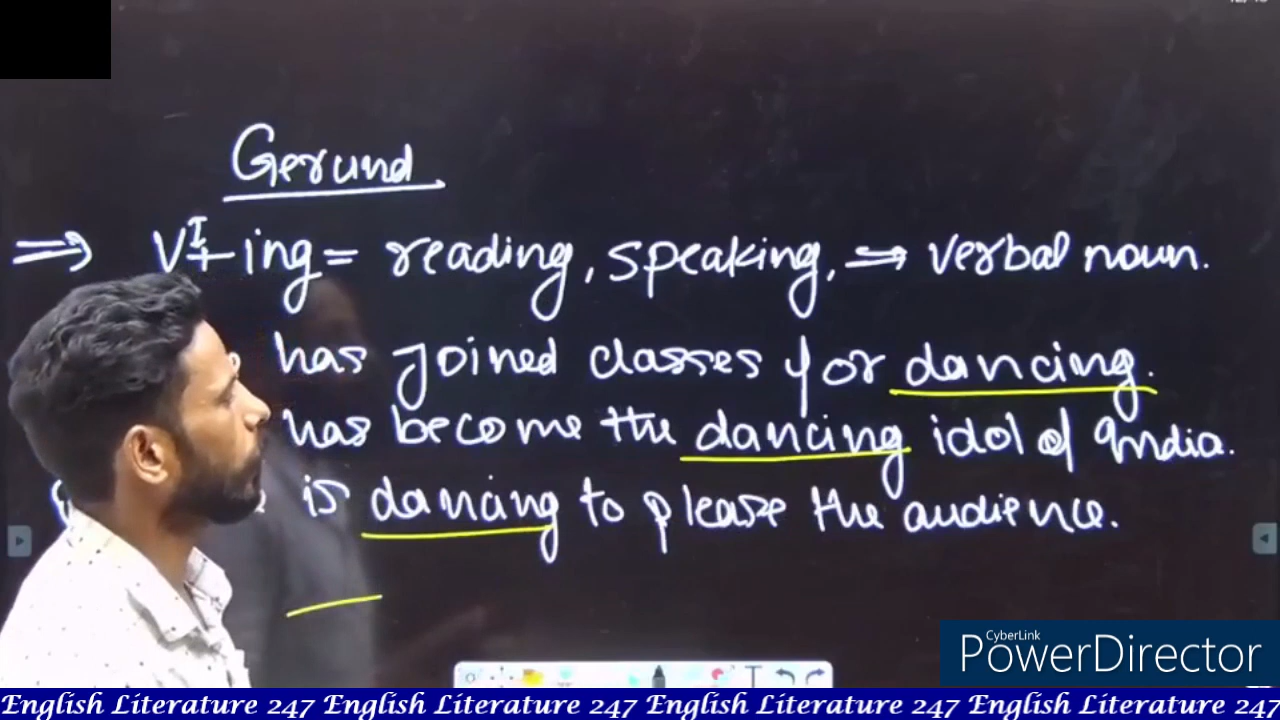 Gerund
⇒ V^I + ing = reading, speaking, ⇒ verbal noun.
has joined classes for dancing.
has become the dancing idol of India.
is dancing to please the audience.
CyberLink
PowerDirector
English Literature 247 English Literature 247 English Literature 247 English Literature 247